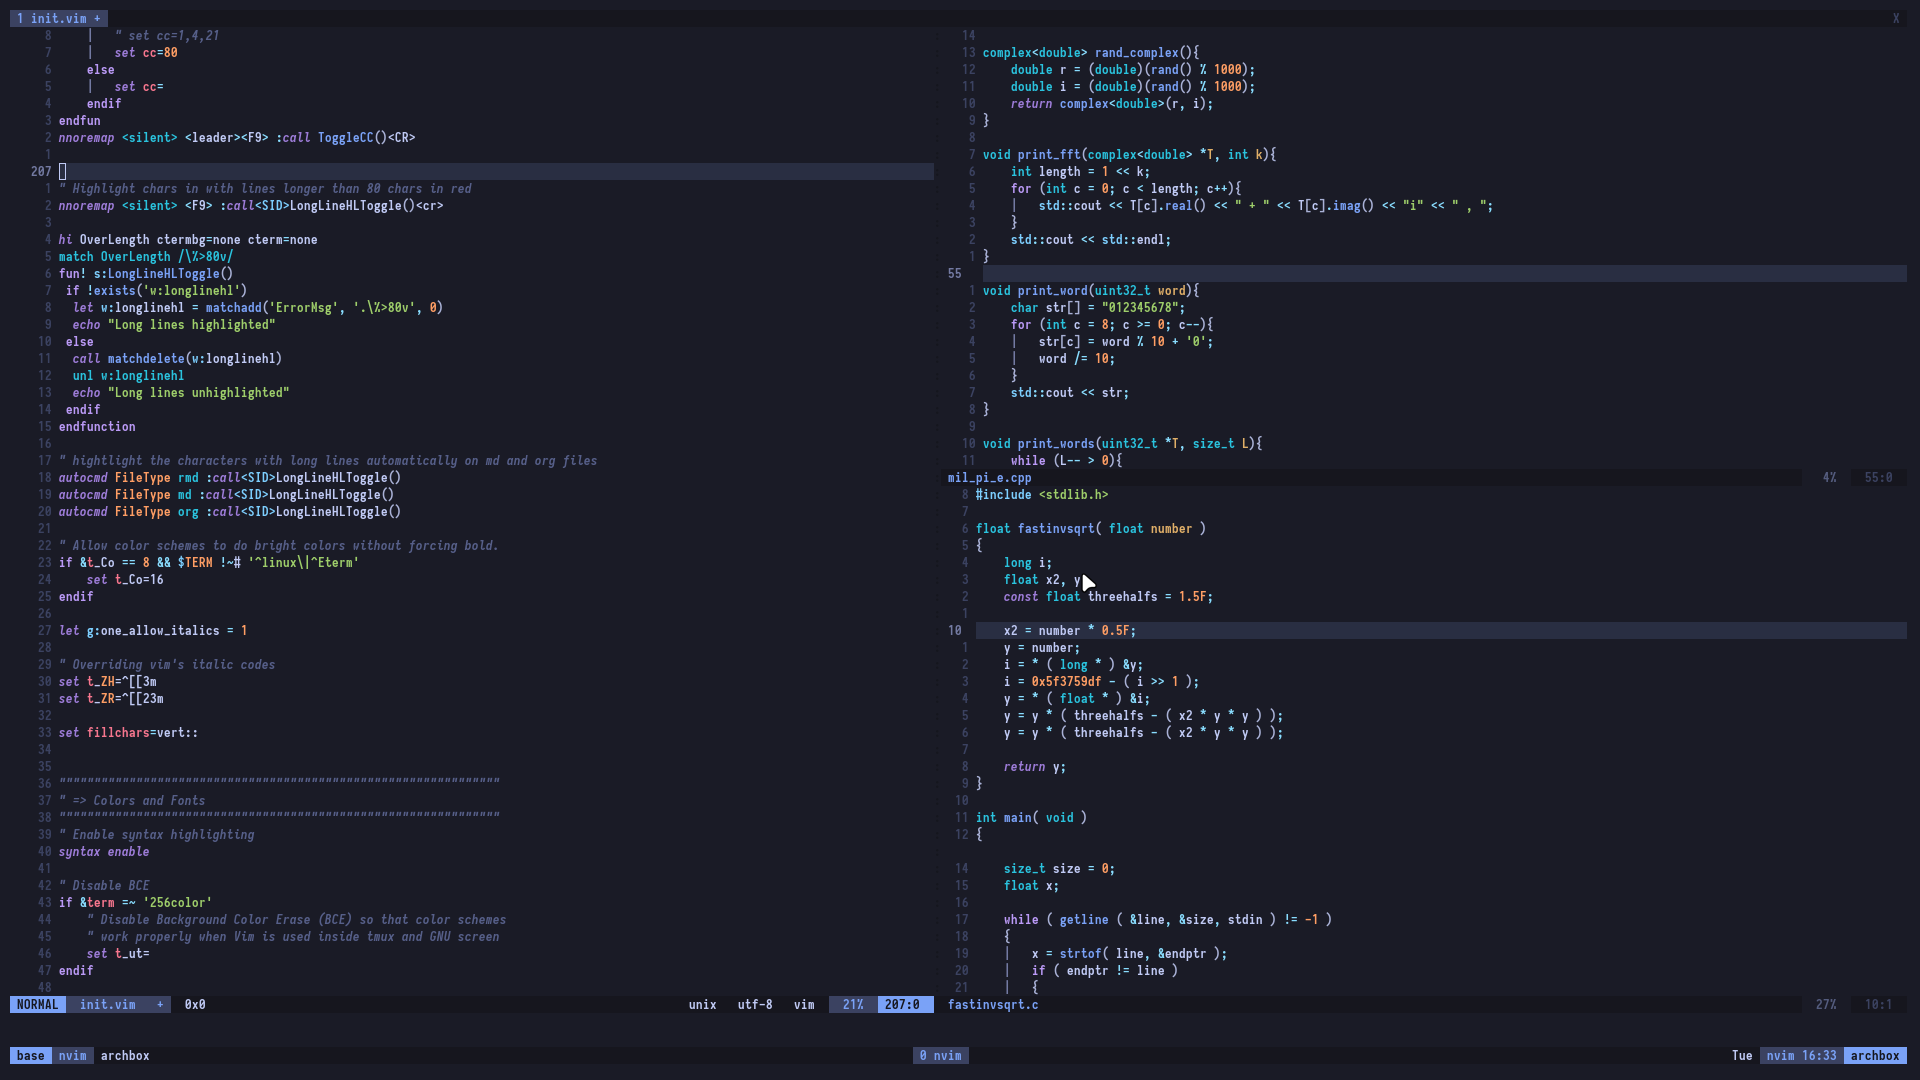 1 init.vim +
X
8 │ " set cc=1,4,21
7 │ set cc=80
6 else
5 │ set cc=
4 endif
3 endfun
2 nnoremap <silent> <leader><F9> :call ToggleCC()<CR>
1
207
1 " Highlight chars in with lines longer than 80 chars in red
2 nnoremap <silent> <F9> :call<SID>LongLineHLToggle()<cr>
3
4 hi OverLength ctermbg=none cterm=none
5 match OverLength /\%>80v/
6 fun! s:LongLineHLToggle()
7 if !exists('w:longlinehl')
8 let w:longlinehl = matchadd('ErrorMsg', '.\%>80v', 0)
9 echo "Long lines highlighted"
10 else
11 call matchdelete(w:longlinehl)
12 unl w:longlinehl
13 echo "Long lines unhighlighted"
14 endif
15 endfunction
16
17 " hightlight the characters with long lines automatically on md and org files
18 autocmd FileType rmd :call<SID>LongLineHLToggle()
19 autocmd FileType md :call<SID>LongLineHLToggle()
20 autocmd FileType org :call<SID>LongLineHLToggle()
21
22 " Allow color schemes to do bright colors without forcing bold.
23 if &t_Co == 8 && $TERM !~# '^linux\|^Eterm'
24 set t_Co=16
25 endif
26
27 let g:one_allow_italics = 1
28
29 " Overriding vim's italic codes
30 set t_ZH=^[[3m
31 set t_ZR=^[[23m
32
33 set fillchars=vert::
34
35
36 """""""""""""""""""""""""""""""""""""""""""""""""""""""""""""""
37 " => Colors and Fonts
38 """""""""""""""""""""""""""""""""""""""""""""""""""""""""""""""
39 " Enable syntax highlighting
40 syntax enable
41
42 " Disable BCE
43 if &term =~ '256color'
44 " Disable Background Color Erase (BCE) so that color schemes
45 " work properly when Vim is used inside tmux and GNU screen
46 set t_ut=
47 endif
48
NORMAL init.vim + 0x0 unix utf-8 vim 21% 207:0
14
13 complex<double> rand_complex(){
12 double r = (double)(rand() % 1000);
11 double i = (double)(rand() % 1000);
10 return complex<double>(r, i);
9 }
8
7 void print_fft(complex<double> *T, int k){
6 int length = 1 << k;
5 for (int c = 0; c < length; c++){
4 │ std::cout << T[c].real() << " + " << T[c].imag() << "i" << " , ";
3 }
2 std::cout << std::endl;
1 }
55
1 void print_word(uint32_t word){
2 char str[] = "012345678";
3 for (int c = 8; c >= 0; c--){
4 │ str[c] = word % 10 + '0';
5 │ word /= 10;
6 }
7 std::cout << str;
8 }
9
10 void print_words(uint32_t *T, size_t L){
11 while (L-- > 0){
mil_pi_e.cpp 4% 55:0
8 #include <stdlib.h>
7
6 float fastinvsqrt( float number )
5 {
4 long i;
3 float x2, y
2 const float threehalfs = 1.5F;
1
10 x2 = number * 0.5F;
1 y = number;
2 i = * ( long * ) &y;
3 i = 0x5f3759df - ( i >> 1 );
4 y = * ( float * ) &i;
5 y = y * ( threehalfs - ( x2 * y * y ) );
6 y = y * ( threehalfs - ( x2 * y * y ) );
7
8 return y;
9 }
10
11 int main( void )
12 {
14 size_t size = 0;
15 float x;
16
17 while ( getline ( &line, &size, stdin ) != -1 )
18 {
19 │ x = strtof( line, &endptr );
20 │ if ( endptr != line )
21 │ {
fastinvsqrt.c 27% 10:1
base nvim archbox 0 nvim Tue nvim 16:33 archbox